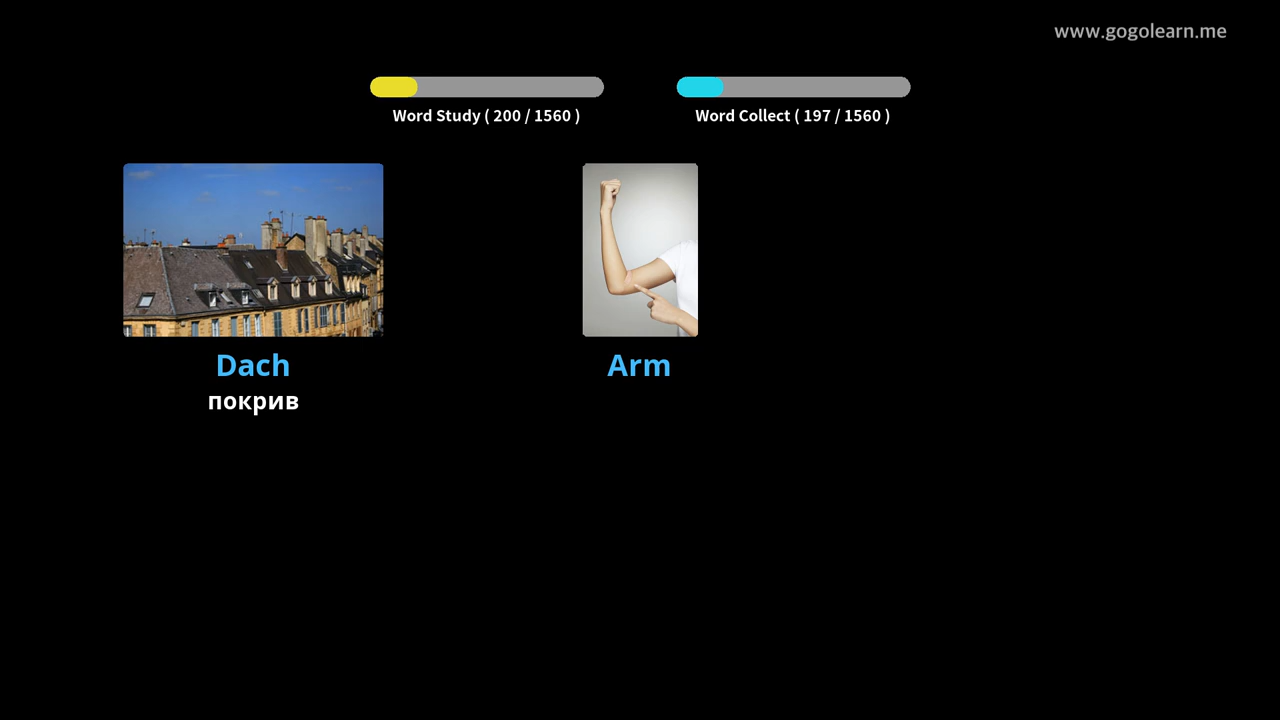 www.gogolearn.me
Word Study ( 200 / 1560 )
Word Collect ( 197 / 1560 )
Dach
покрив
Arm